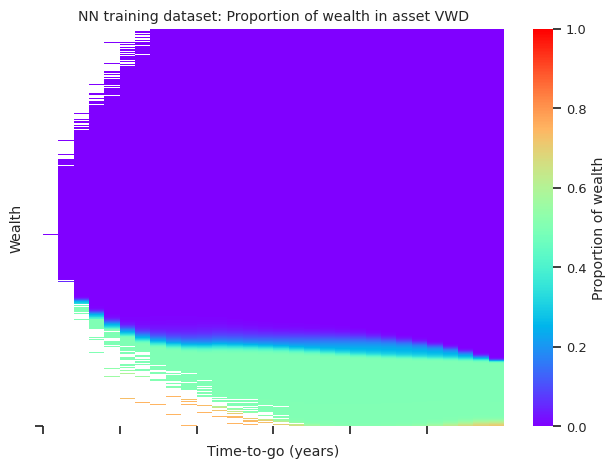 NN training dataset: Proportion of wealth in asset VWD
Wealth
Time-to-go (years)
1.0
0.8
0.6
0.4
0.2
0.0
Proportion of wealth